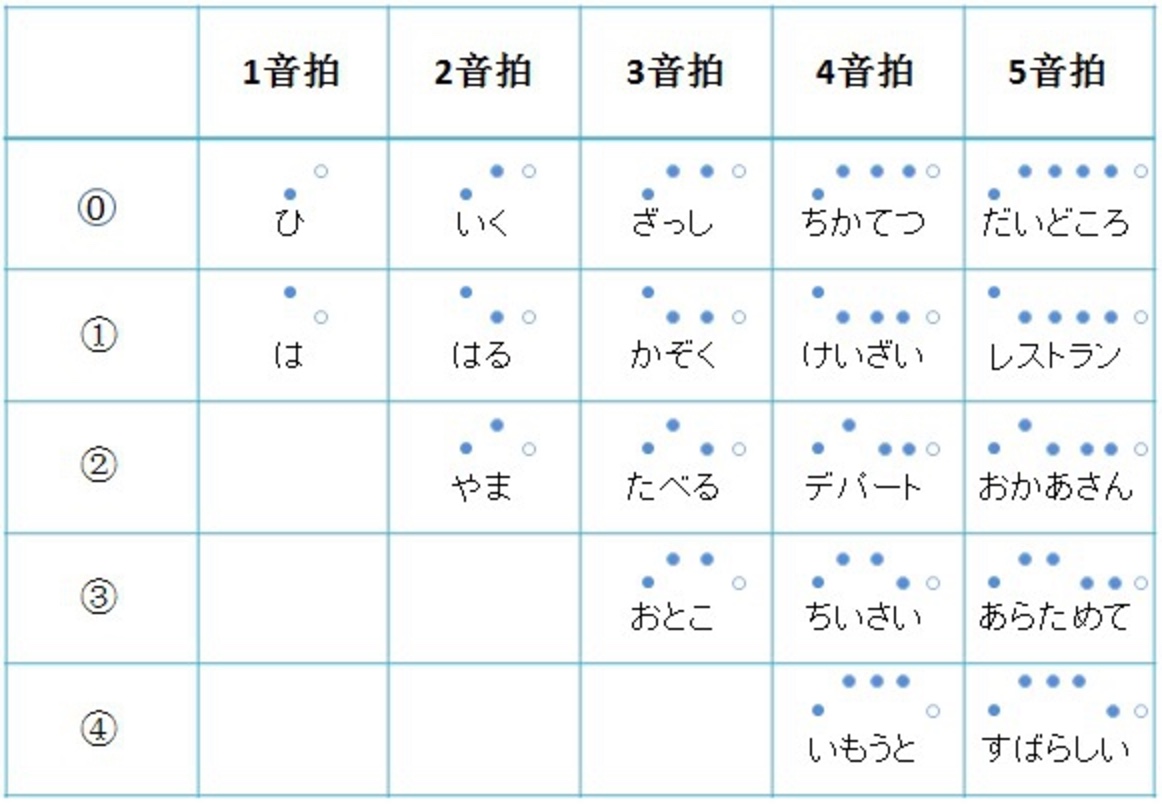 1音拍 2音拍 3音拍 4音拍 5音拍
⓪ ひ いく ざっし ちかてつ だいどころ
① は はる かぞく けいざい レストラン
② やま たべる デパート おかあさん
③ おとこ ちいさい あらためて
④ いもうと すばらしい